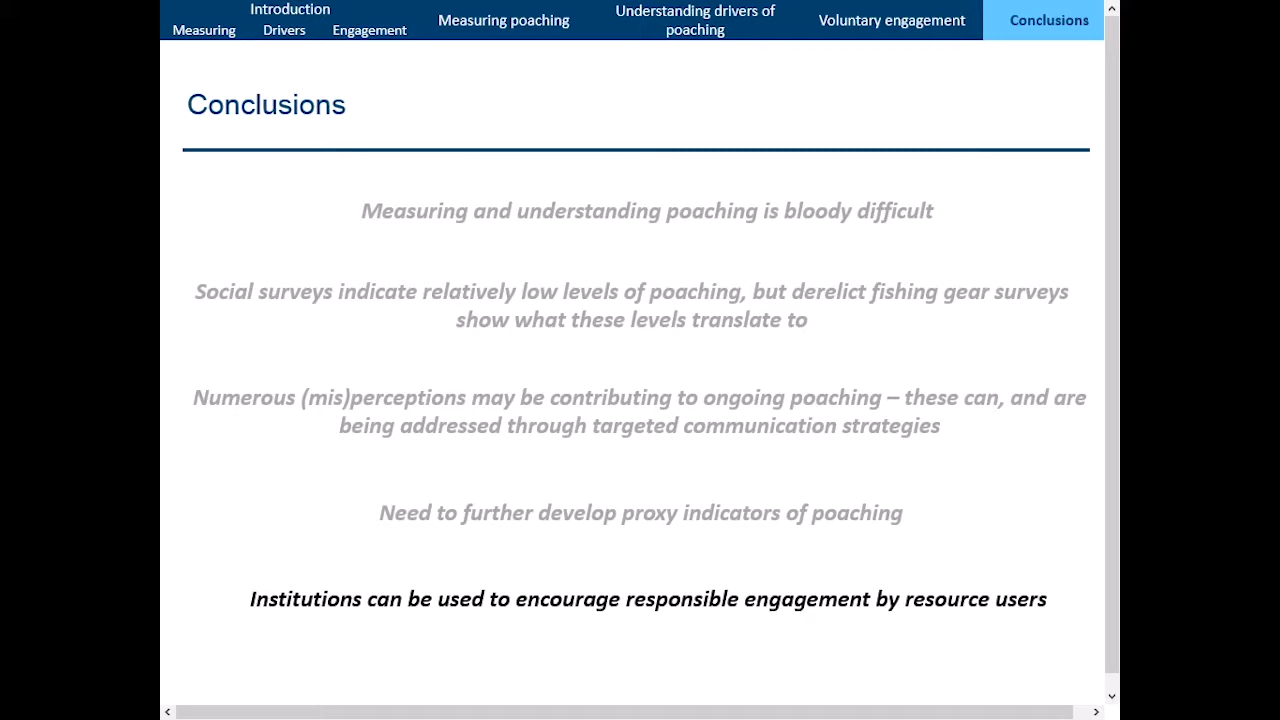 Introduction
Measuring Drivers Engagement
Measuring poaching
Understanding drivers of
poaching
Voluntary engagement
Conclusions
Conclusions
Measuring and understanding poaching is bloody difficult
Social surveys indicate relatively low levels of poaching, but derelict fishing gear surveys
show what these levels translate to
Numerous (mis)perceptions may be contributing to ongoing poaching – these can, and are
being addressed through targeted communication strategies
Need to further develop proxy indicators of poaching
Institutions can be used to encourage responsible engagement by resource users